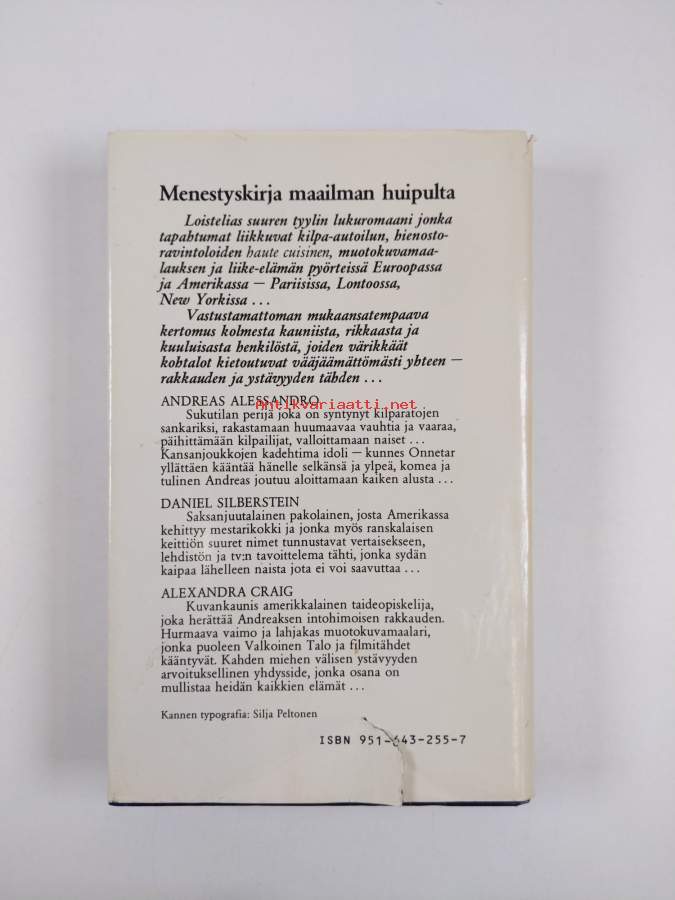 Menestyskirja maailman huipulta
Loistelias suuren tyylin lukuromaani jonka
tapahtumat liikkuvat kilpa-autoilun, hienosto-
ravintoloiden haute cuisinen, muotokuvamaa-
lauksen ja liike-elämän pyörteissä Euroopassa
ja Amerikassa — Pariisissa, Lontoossa,
New Yorkissa ...
Vastustamattoman mukaansatempaava
kertomus kolmesta kauniista, rikkaasta ja
kuuluisasta henkilöstä, joiden värikkäät
kohtalot kietoutuvat vääjäämättömästi yhteen —
rakkauden ja ystävyyden tähden ...
ANDREAS ALESSANDRO
Antikvariaatti.net
Sukutilan perijä joka on syntynyt kilparatojen
sankariksi, rakastamaan huumaavaa vauhtia ja vaaraa,
päihittämään kilpailijat, valloittamaan naiset ...
Kansanjoukkojen kadehtima idoli — kunnes Onnetar
yllättäen kääntää hänelle selkänsä ja ylpeä, komea ja
tulinen Andreas joutuu aloittamaan kaiken alusta ...
DANIEL SILBERSTEIN
Saksanjuutalainen pakolainen, josta Amerikassa
kehittyy mestarikokki ja jonka myös ranskalaisen
keittiön suuret nimet tunnustavat vertaisekseen,
lehdistön ja tv:n tavoittelema tähti, jonka sydän
kaipaa lähelleen naista jota ei voi saavuttaa ...
ALEXANDRA CRAIG
Kuvankaunis amerikkalainen taideopiskelija,
joka herättää Andreaksen intohimoisen rakkauden.
Hurmaava vaimo ja lahjakas muotokuvamaalari,
jonka puoleen Valkoinen Talo ja filmitähdet
kääntyvät. Kahden miehen välisen ystävyyden
arvoituksellinen yhdysside, jonka osana on
mullistaa heidän kaikkien elämät ...
Kannen typografia: Silja Peltonen
ISBN 951-643-255-7